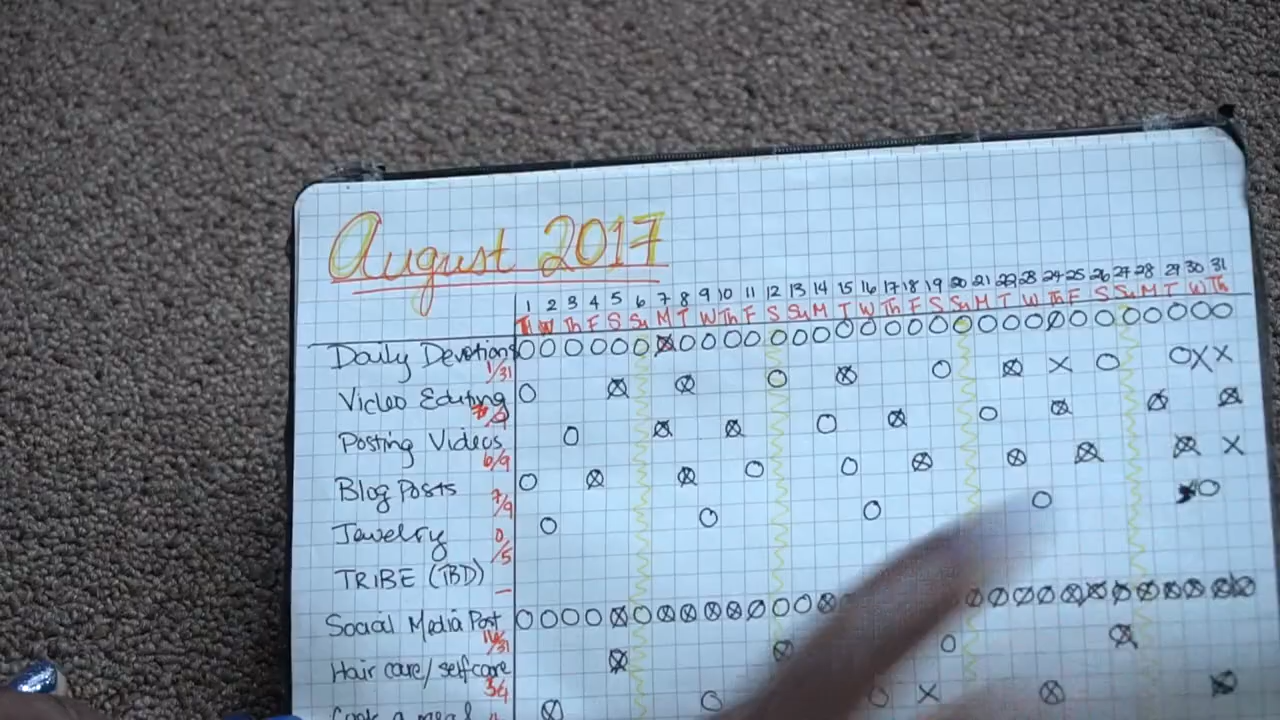 August 2017
1 2 3 4 5 6 7 8 9 10 11 12 13 14 15 16 17 18 19 20 21 22 23 24 25 26 27 28 29 30 31
T W Th F S Su M T W Th F S Su M T W Th F S Su M T W Th F S Su M T W Th
Daily Devotions 1/31
Video Editing
Posting Videos 6/9
Blog Posts 7/9
Jewelry 0/5
TRIBE (TBD) —
Social Media Post
Hair care/selfcare 3/4
Cook a meal